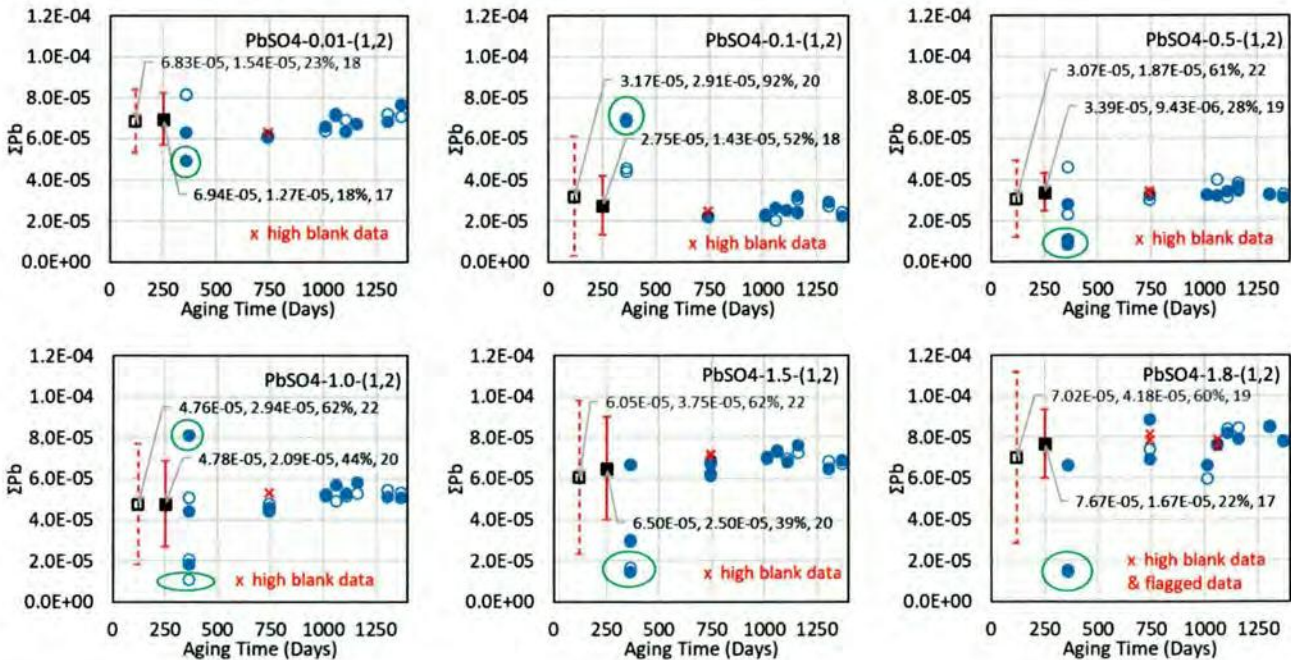 1.2E-04
1.0E-04
8.0E-05
6.0E-05
4.0E-05
2.0E-05
0.0E+00
ΣPb
PbSO4-0.01-(1,2)
6.83E-05, 1.54E-05, 23%, 18
6.94E-05, 1.27E-05, 18%, 17
x high blank data
0 250 500 750 1000 1250
Aging Time (Days)
1.2E-04
1.0E-04
8.0E-05
6.0E-05
4.0E-05
2.0E-05
0.0E+00
ΣPb
PbSO4-0.1-(1,2)
3.17E-05, 2.91E-05, 92%, 20
2.75E-05, 1.43E-05, 52%, 18
x high blank data
0 250 500 750 1000 1250
Aging Time (Days)
1.2E-04
1.0E-04
8.0E-05
6.0E-05
4.0E-05
2.0E-05
0.0E+00
ΣPb
PbSO4-0.5-(1,2)
3.07E-05, 1.87E-05, 61%, 22
3.39E-05, 9.43E-06, 28%, 19
x high blank data
0 250 500 750 1000 1250
Aging Time (Days)
1.2E-04
1.0E-04
8.0E-05
6.0E-05
4.0E-05
2.0E-05
0.0E+00
ΣPb
PbSO4-1.0-(1,2)
4.76E-05, 2.94E-05, 62%, 22
4.78E-05, 2.09E-05, 44%, 20
x high blank data
0 250 500 750 1000 1250
Aging Time (Days)
1.2E-04
1.0E-04
8.0E-05
6.0E-05
4.0E-05
2.0E-05
0.0E+00
ΣPb
PbSO4-1.5-(1,2)
6.05E-05, 3.75E-05, 62%, 22
6.50E-05, 2.50E-05, 39%, 20
x high blank data
0 250 500 750 1000 1250
Aging Time (Days)
1.2E-04
1.0E-04
8.0E-05
6.0E-05
4.0E-05
2.0E-05
0.0E+00
ΣPb
PbSO4-1.8-(1,2)
7.02E-05, 4.18E-05, 60%, 19
7.67E-05, 1.67E-05, 22%, 17
x high blank data
& flagged data
0 250 500 750 1000 1250
Aging Time (Days)